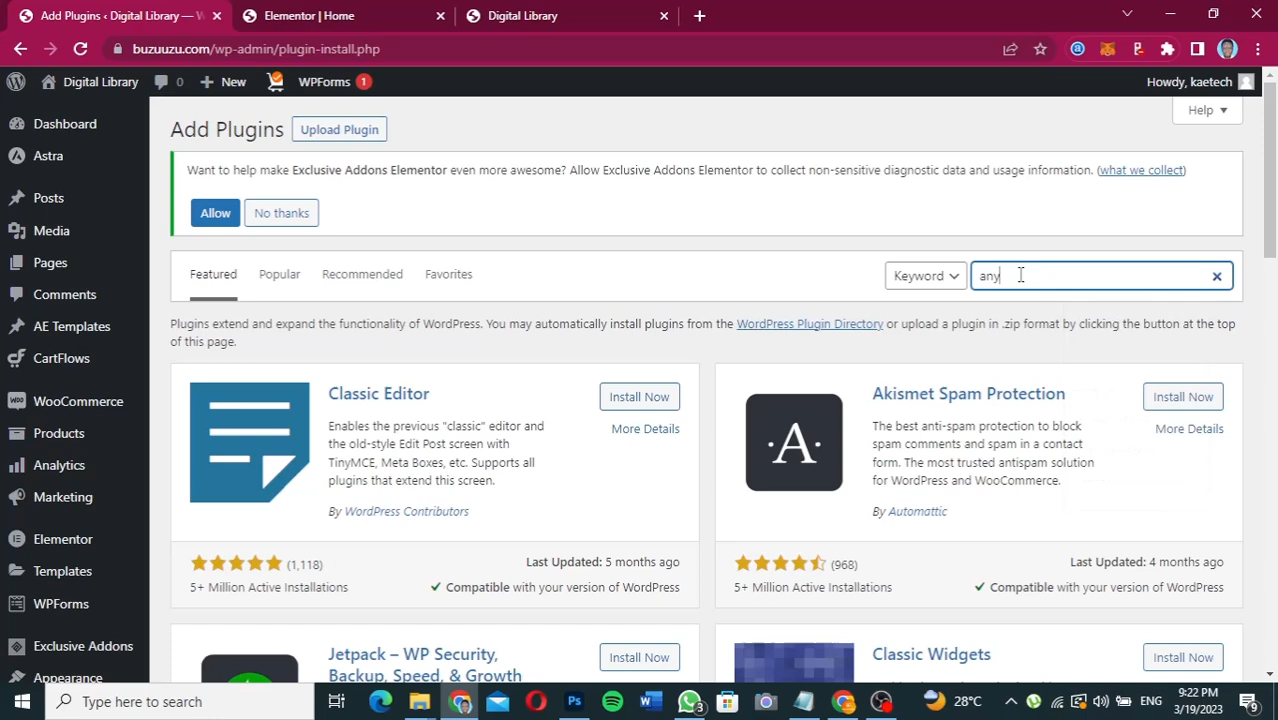 Add Plugins ‹ Digital Library — W
Elementor | Home
Digital Library
buzuuzu.com/wp-admin/plugin-install.php
Digital Library
0
New
WPForms
1
Howdy, kaetech
Dashboard
Astra
Posts
Media
Pages
Comments
AE Templates
CartFlows
WooCommerce
Products
Analytics
Marketing
Elementor
Templates
WPForms
Exclusive Addons
Appearance
Help
Add Plugins
Upload Plugin
Want to help make Exclusive Addons Elementor even more awesome? Allow Exclusive Addons Elementor to collect non-sensitive diagnostic data and usage information. (what we collect)
Allow
No thanks
Featured
Popular
Recommended
Favorites
Keyword
any
Plugins extend and expand the functionality of WordPress. You may automatically install plugins from the WordPress Plugin Directory or upload a plugin in .zip format by clicking the button at the top
of this page.
Classic Editor
Install Now
More Details
Enables the previous "classic" editor and
the old-style Edit Post screen with
TinyMCE, Meta Boxes, etc. Supports all
plugins that extend this screen.
By WordPress Contributors
(1,118)
Last Updated: 5 months ago
5+ Million Active Installations
Compatible with your version of WordPress
Akismet Spam Protection
Install Now
More Details
The best anti-spam protection to block
spam comments and spam in a contact
form. The most trusted antispam solution
for WordPress and WooCommerce.
By Automattic
(968)
Last Updated: 4 months ago
5+ Million Active Installations
Compatible with your version of WordPress
Jetpack – WP Security,
Backup, Speed, & Growth
Install Now
Classic Widgets
Install Now
Type here to search
Ps
3
28°C
ENG
9:22 PM
3/19/2023
9